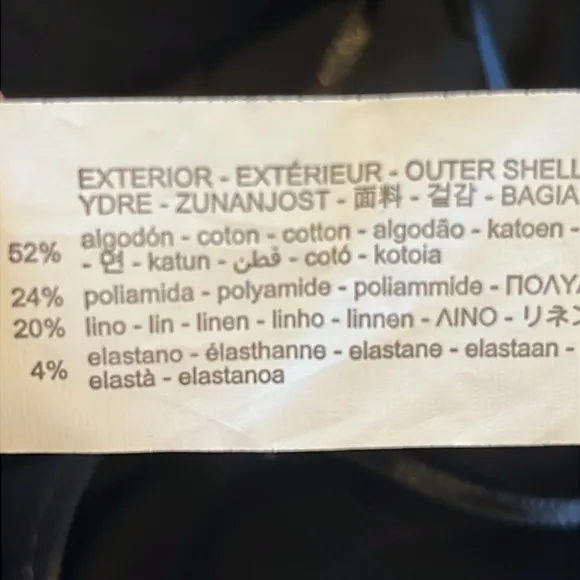 EXTERIOR - EXTÉRIEUR - OUTER SHELL
YDRE - ZUNANJOST - 面料 - 겉감 - BAGIA
52% algodón - coton - cotton - algodão - katoen -
- 면 - katun - قطن - cotó - kotoia
24% poliamida - polyamide - poliammide - ΠΟΛΥ
20% lino - lin - linen - linho - linnen - ΛΙΝΟ - リネン
4% elastano - élasthanne - elastane - elastaan -
elastà - elastanoa